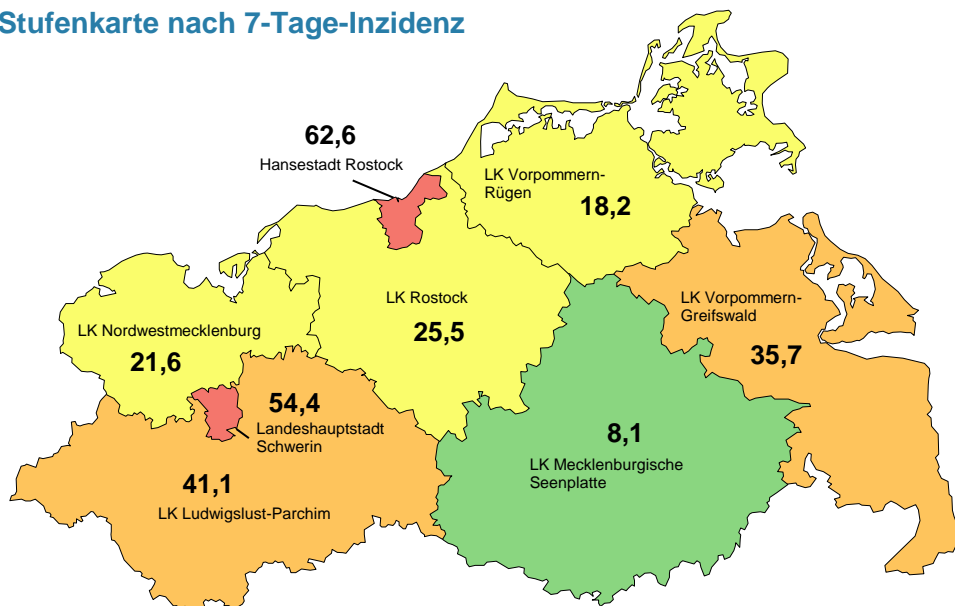 Stufenkarte nach 7-Tage-Inzidenz
62,6
Hansestadt Rostock
LK Vorpommern-
Rügen
18,2
LK Rostock
25,5
LK Vorpommern-
Greifswald
35,7
LK Nordwestmecklenburg
21,6
54,4
Landeshauptstadt
Schwerin
8,1
LK Mecklenburgische
Seenplatte
41,1
LK Ludwigslust-Parchim